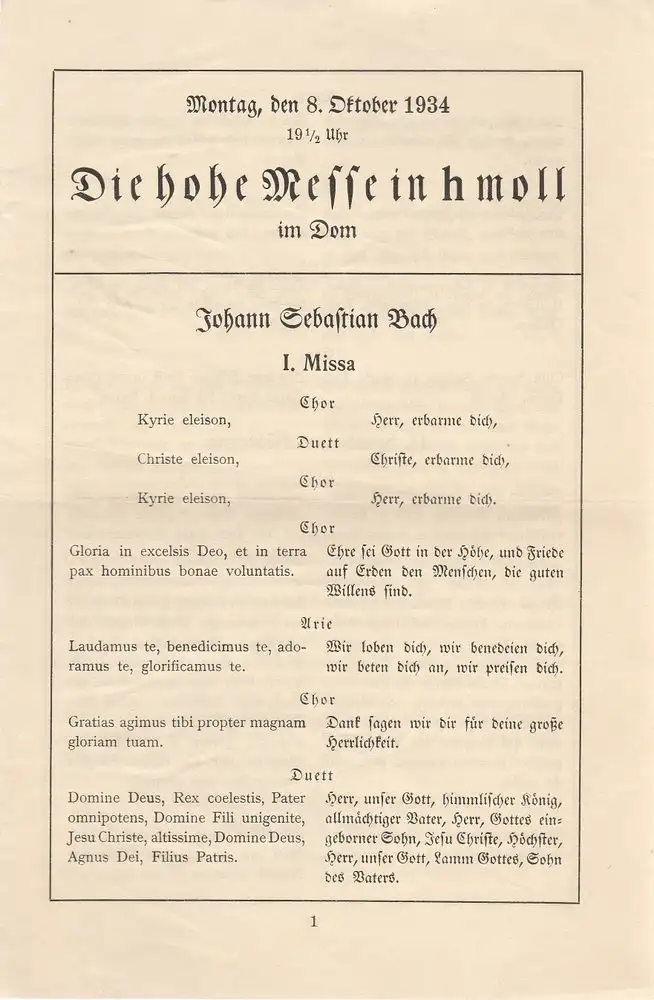 Montag, den 8. Oktober 1934
19 1/2 Uhr
Die hohe Messe in h moll
im Dom
Johann Sebastian Bach
I. Missa
Chor
Kyrie eleison, Herr, erbarme dich,
Duett
Christe eleison, Christe, erbarme dich,
Chor
Kyrie eleison, Herr, erbarme dich.
Chor
Gloria in excelsis Deo, et in terra
pax hominibus bonae voluntatis.
Ehre sei Gott in der Höhe, und Friede
auf Erden den Menschen, die guten
Willens sind.
Arie
Laudamus te, benedicimus te, ado-
ramus te, glorificamus te.
Wir loben dich, wir benedeien dich,
wir beten dich an, wir preisen dich.
Chor
Gratias agimus tibi propter magnam
gloriam tuam.
Dank sagen wir dir für deine große
Herrlichkeit.
Duett
Domine Deus, Rex coelestis, Pater
omnipotens, Domine Fili unigenite,
Jesu Christe, altissime, Domine Deus,
Agnus Dei, Filius Patris.
Herr, unser Gott, himmlischer König,
allmächtiger Vater, Herr, Gottes ein-
geborner Sohn, Jesu Christe, Höchster,
Herr, unser Gott, Lamm Gottes, Sohn
des Vaters.
1